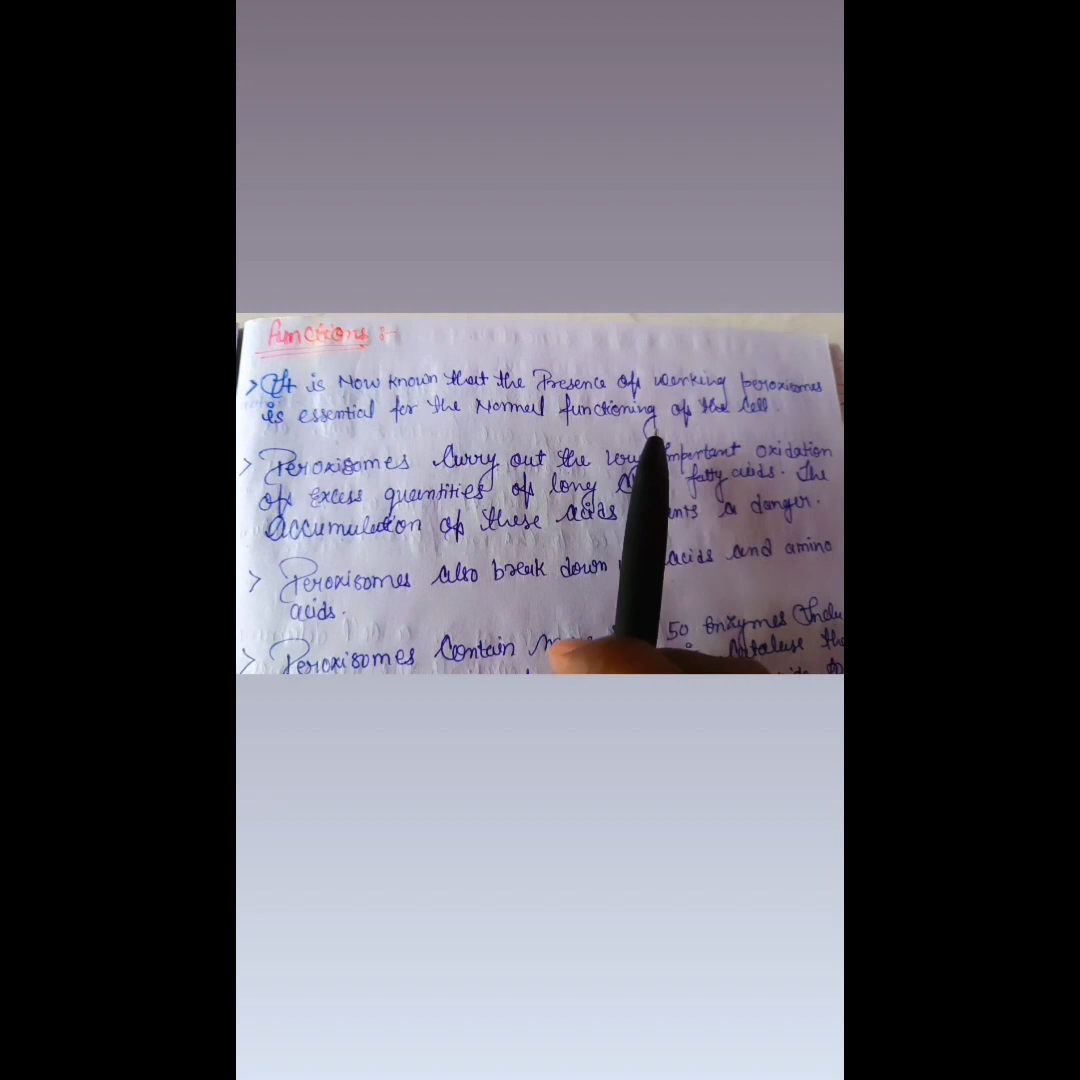 Functions :-
> It is Now known that the Presence of working peroxisomes
is essential for the Normal functioning of the Cell.
> Peroxisomes Curry out the very important oxidation
of Excess quantities of long fatty acids. The
Accumulation of these acids a danger.
> Peroxisomes also break down acids and amino
acids.
> Peroxisomes Contain 50 Enzymes